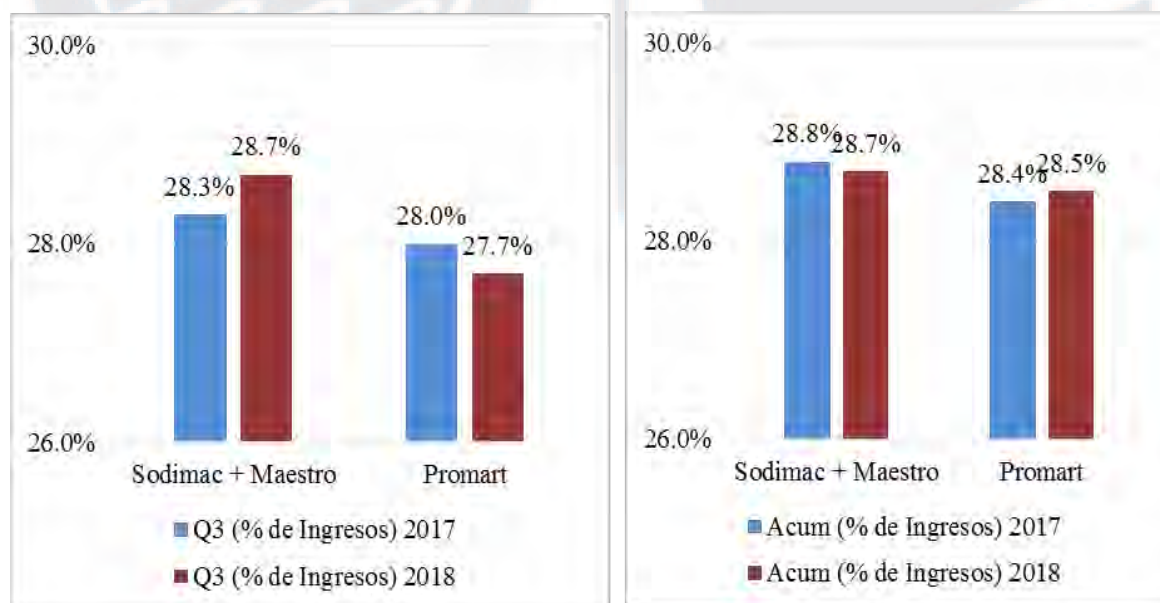 30.0%
28.7%
28.3%
28.0%
28.0%
27.7%
26.0%
Sodimac + Maestro Promart
Q3 (% de Ingresos) 2017
Q3 (% de Ingresos) 2018
30.0%
28.8%
28.7%
28.4%
28.5%
28.0%
26.0%
Sodimac + Maestro Promart
Acum (% de Ingresos) 2017
Acum (% de Ingresos) 2018